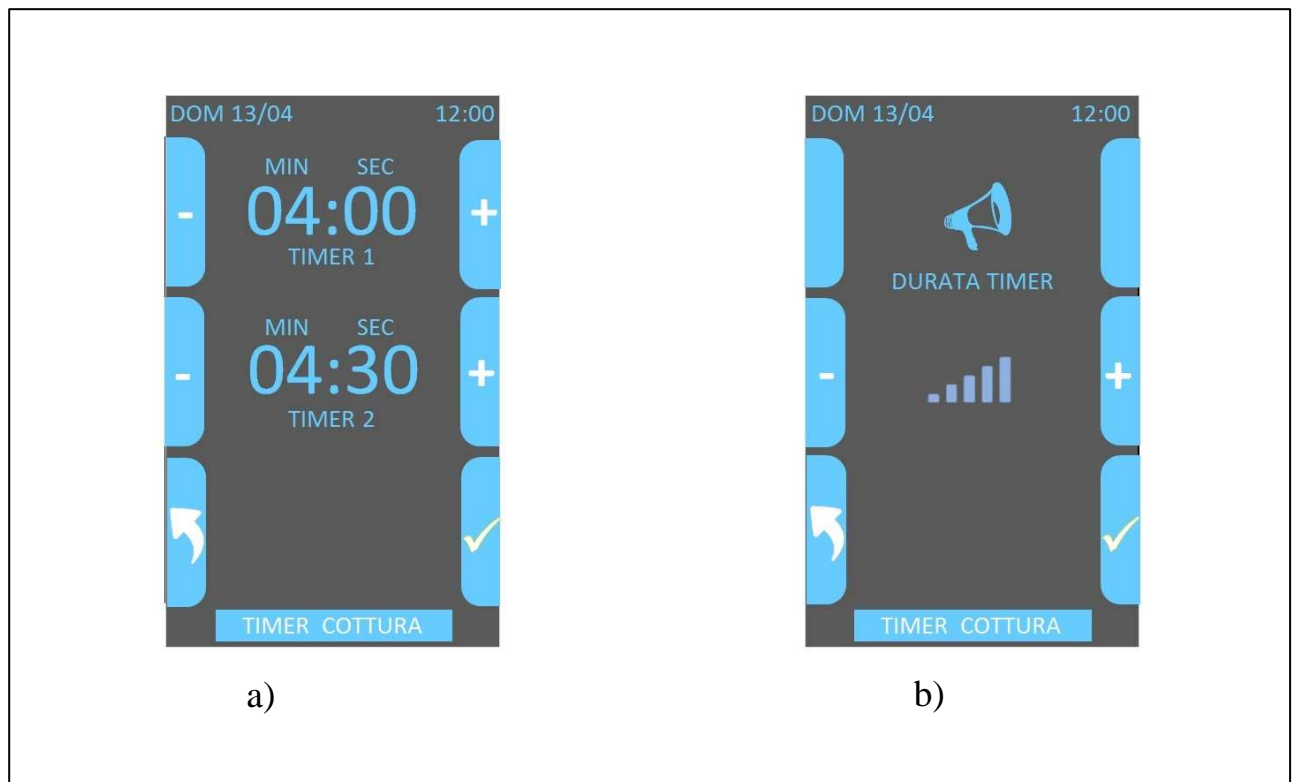 DOM 13/04 12:00
MIN SEC
- 04:00 +
TIMER 1
MIN SEC
- 04:30 +
TIMER 2
TIMER COTTURA
a)
DOM 13/04 12:00
DURATA TIMER
- +
TIMER COTTURA
b)